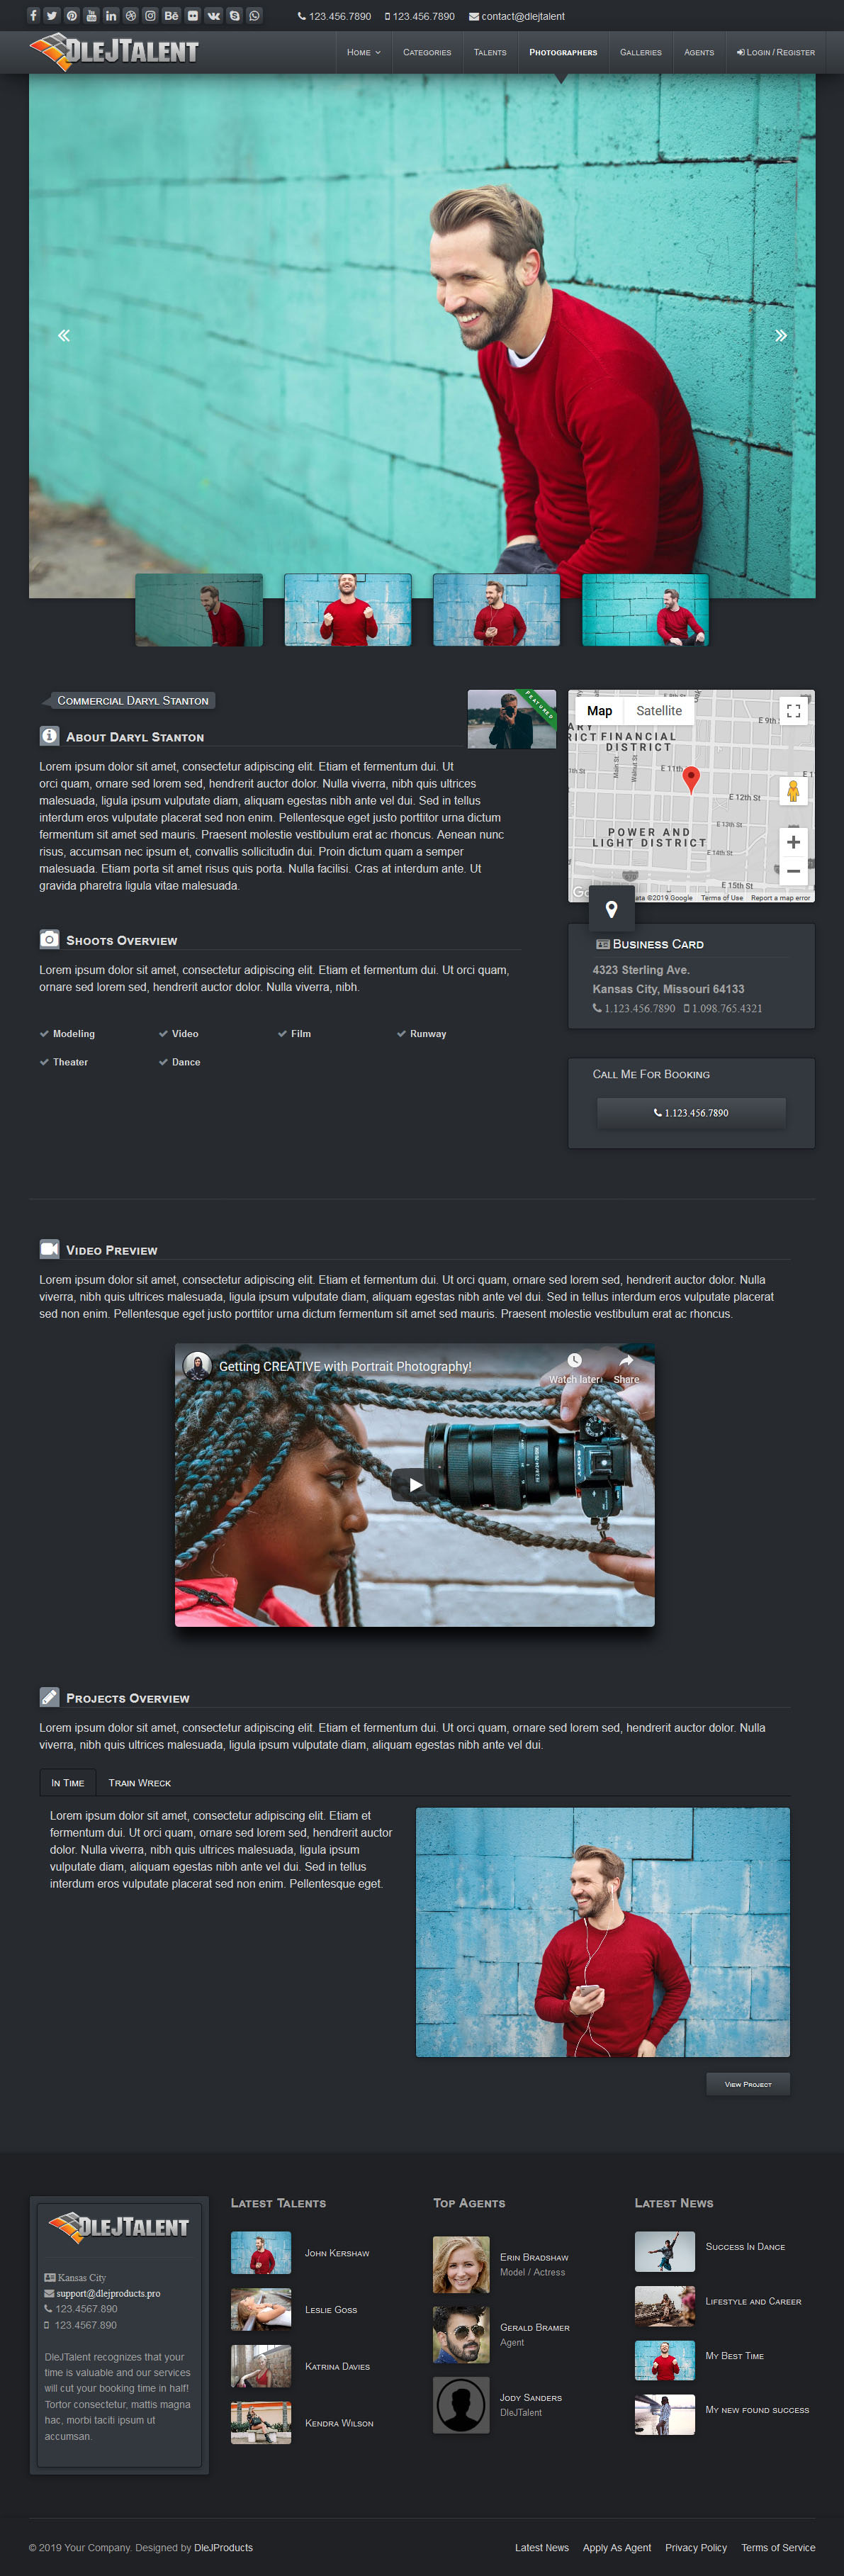 123.456.7890 123.456.7890 contact@dlejtalent
DLEJTALENT
Home Categories Talents Photographers Galleries Agents Login / Register
Commercial Daryl Stanton
FEATURED
About Daryl Stanton
Lorem ipsum dolor sit amet, consectetur adipiscing elit. Etiam et fermentum dui. Ut
orci quam, ornare sed lorem sed, hendrerit auctor dolor. Nulla viverra, nibh quis ultrices
malesuada, ligula ipsum vulputate diam, aliquam egestas nibh ante vel dui. Sed in tellus
interdum eros vulputate placerat sed non enim. Pellentesque eget justo porttitor urna dictum
fermentum sit amet sed mauris. Praesent molestie vestibulum erat ac rhoncus. Aenean nunc
risus, accumsan nec ipsum et, convallis sollicitudin dui. Proin dictum quam a semper
malesuada. Etiam porta sit amet risus quis porta. Nulla facilisi. Cras at interdum ante. Ut
gravida pharetra ligula vitae malesuada.
Map Satellite
E 9th
FINANCIAL
DISTRICT
Main St
Walnut St
E 11th
E 12th St
E 13th St
POWER AND
LIGHT DISTRICT
E 14th St
E 15th St
©2019 Google Terms of Use Report a map error
Shoots Overview
Lorem ipsum dolor sit amet, consectetur adipiscing elit. Etiam et fermentum dui. Ut orci quam,
ornare sed lorem sed, hendrerit auctor dolor. Nulla viverra, nibh.
Modeling Video Film Runway
Theater Dance
Business Card
4323 Sterling Ave.
Kansas City, Missouri 64133
1.123.456.7890 1.098.765.4321
Call Me For Booking
1.123.456.7890
Video Preview
Lorem ipsum dolor sit amet, consectetur adipiscing elit. Etiam et fermentum dui. Ut orci quam, ornare sed lorem sed, hendrerit auctor dolor. Nulla
viverra, nibh quis ultrices malesuada, ligula ipsum vulputate diam, aliquam egestas nibh ante vel dui. Sed in tellus interdum eros vulputate placerat
sed non enim. Pellentesque eget justo porttitor urna dictum fermentum sit amet sed mauris. Praesent molestie vestibulum erat ac rhoncus.
Getting CREATIVE with Portrait Photography!
Watch later Share
SONY
Projects Overview
Lorem ipsum dolor sit amet, consectetur adipiscing elit. Etiam et fermentum dui. Ut orci quam, ornare sed lorem sed, hendrerit auctor dolor. Nulla
viverra, nibh quis ultrices malesuada, ligula ipsum vulputate diam, aliquam egestas nibh ante vel dui.
In Time Train Wreck
Lorem ipsum dolor sit amet, consectetur adipiscing elit. Etiam et
fermentum dui. Ut orci quam, ornare sed lorem sed, hendrerit auctor
dolor. Nulla viverra, nibh quis ultrices malesuada, ligula ipsum
vulputate diam, aliquam egestas nibh ante vel dui. Sed in tellus
interdum eros vulputate placerat sed non enim. Pellentesque eget.
View Project
DLEJTALENT
Kansas City
support@dlejproducts.pro
123.4567.890
123.4567.890
DleJTalent recognizes that your
time is valuable and our services
will cut your booking time in half!
Tortor consectetur, mattis magna
hac, morbi taciti ipsum ut
accumsan.
Latest Talents
John Kershaw
Leslie Goss
Katrina Davies
Kendra Wilson
Top Agents
Erin Bradshaw
Model / Actress
Gerald Bramer
Agent
Jody Sanders
DleJTalent
Latest News
Success In Dance
Lifestyle and Career
My Best Time
My new found success
© 2019 Your Company. Designed by DleJProducts
Latest News Apply As Agent Privacy Policy Terms of Service